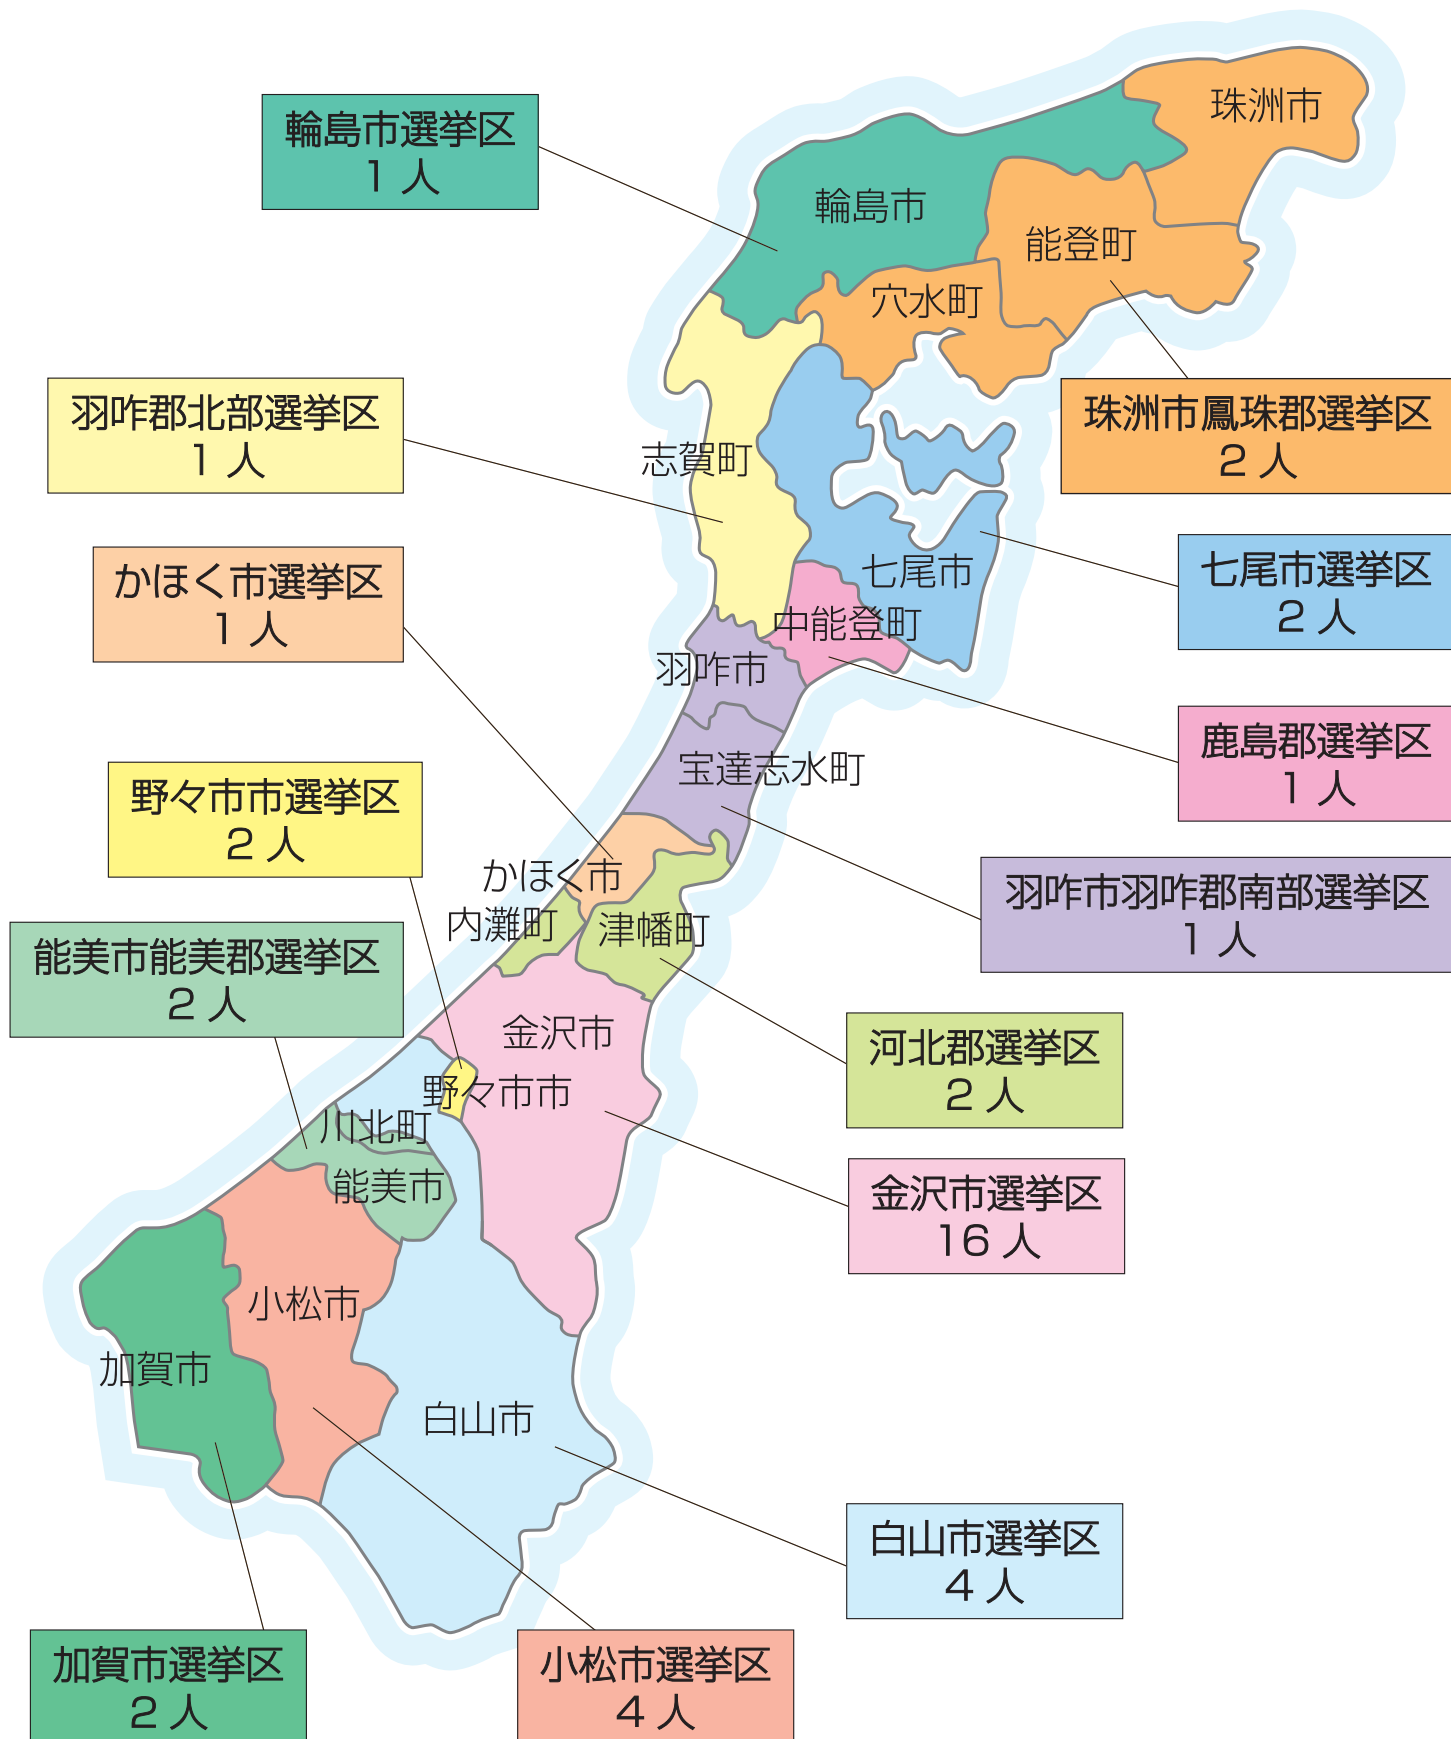 珠洲市
輪島市選挙区
1人
輪島市
能登町
穴水町
羽咋郡北部選挙区
1人
珠洲市鳳珠郡選挙区
2人
志賀町
七尾市選挙区
2人
かほく市選挙区
1人
七尾市
中能登町
羽咋市
鹿島郡選挙区
1人
宝達志水町
野々市市選挙区
2人
かほく市
羽咋市羽咋郡南部選挙区
1人
内灘町
津幡町
能美市能美郡選挙区
2人
金沢市
河北郡選挙区
2人
野々市市
川北町
能美市
金沢市選挙区
16人
小松市
加賀市
白山市
白山市選挙区
4人
加賀市選挙区
2人
小松市選挙区
4人